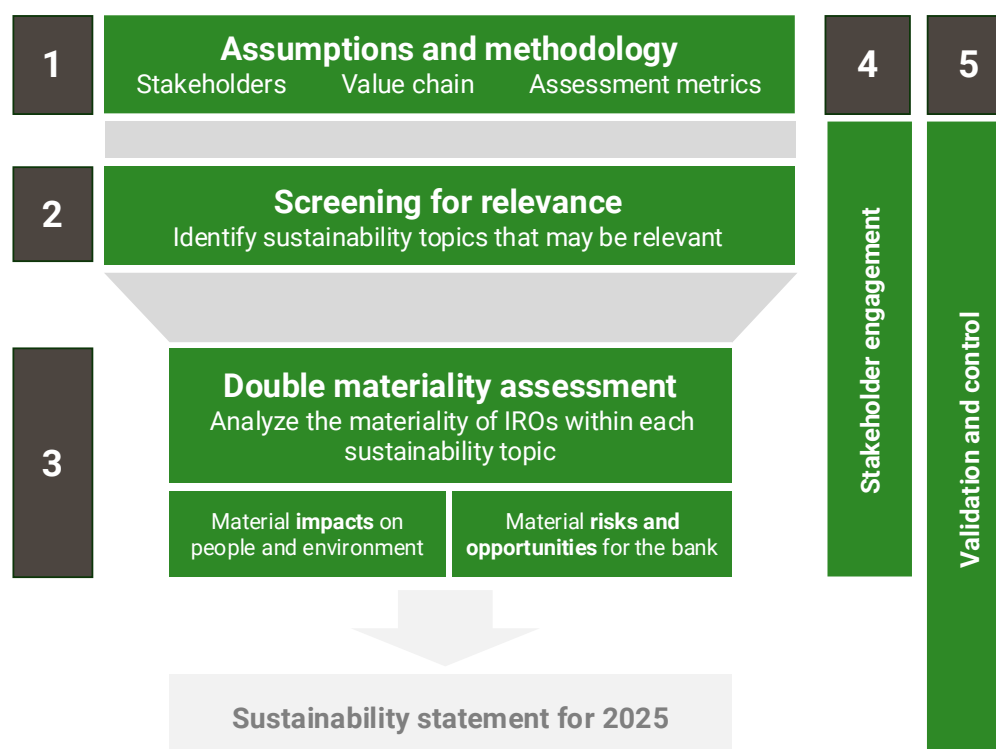 1
Assumptions and methodology
Stakeholders Value chain Assessment metrics
2
Screening for relevance
Identify sustainability topics that may be relevant
3
Double materiality assessment
Analyze the materiality of IROs within each
sustainability topic
Material impacts on
people and environment
Material risks and
opportunities for the bank
Sustainability statement for 2025
4
Stakeholder engagement
5
Validation and control